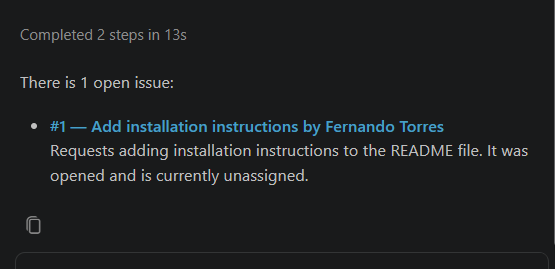 Completed 2 steps in 13s
There is 1 open issue:
• #1 — Add installation instructions by Fernando Torres
Requests adding installation instructions to the README file. It was
opened and is currently unassigned.